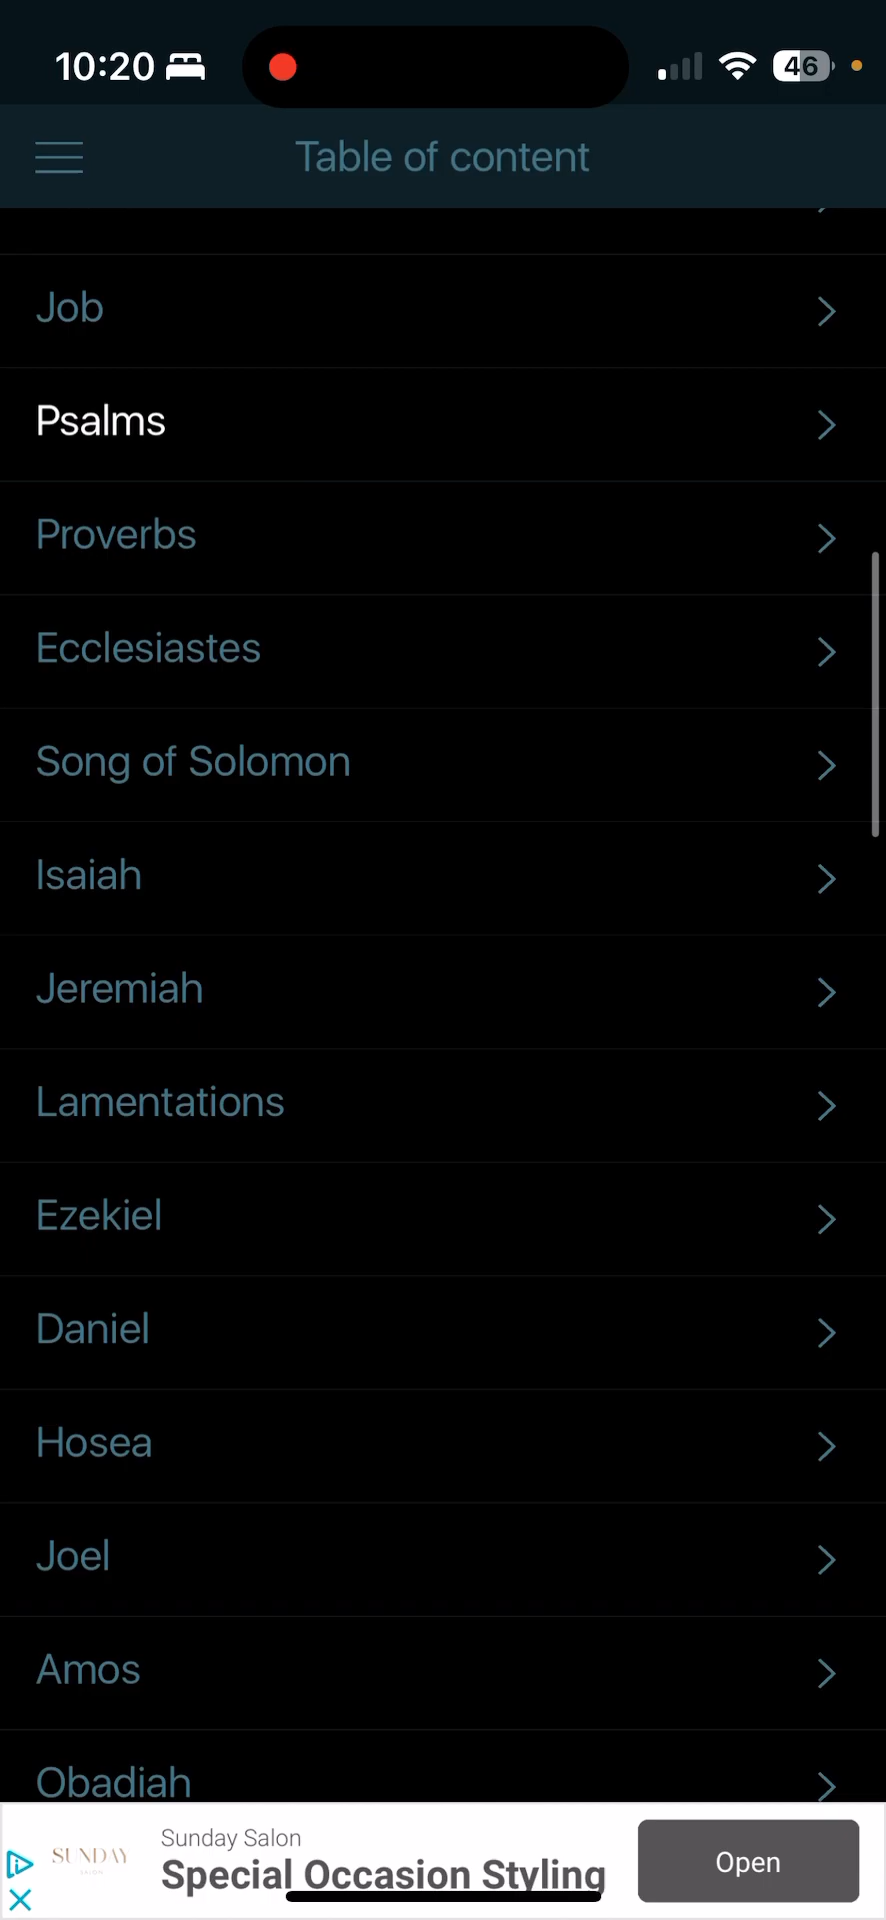 10:20
46
Table of content
Job
Psalms
Proverbs
Ecclesiastes
Song of Solomon
Isaiah
Jeremiah
Lamentations
Ezekiel
Daniel
Hosea
Joel
Amos
Obadiah
SUNDAY
SALON
Sunday Salon
Special Occasion Styling
Open